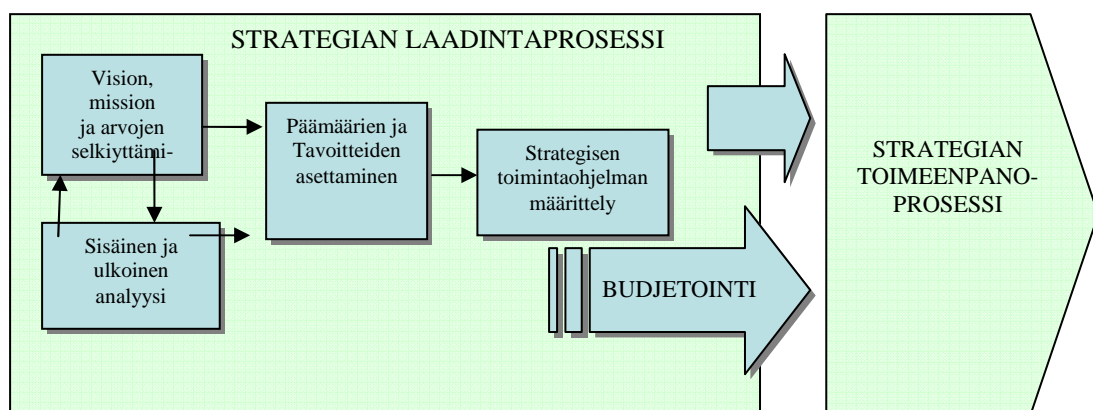 STRATEGIAN LAADINTAPROSESSI
Vision,
mission
ja arvojen
selkiyttämi-
Sisäinen ja
ulkoinen
analyysi
Päämäärien ja
Tavoitteiden
asettaminen
Strategisen
toimintaohjelman
määrittely
BUDJETOINTI
STRATEGIAN
TOIMEENPANO-
PROSESSI